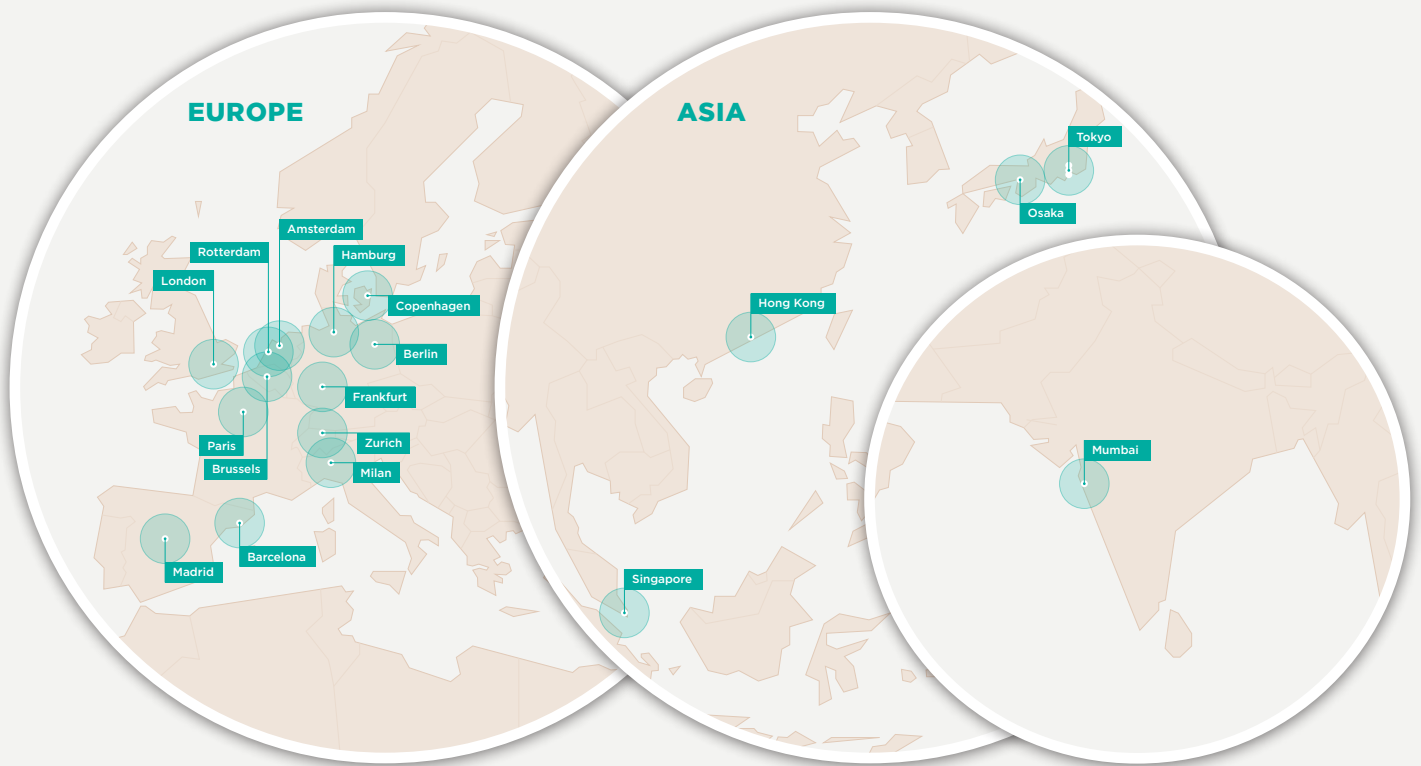 EUROPE
Amsterdam
Rotterdam
Hamburg
London
Copenhagen
Berlin
Frankfurt
Paris
Zurich
Brussels
Milan
Barcelona
Madrid
ASIA
Tokyo
Osaka
Hong Kong
Singapore
Mumbai